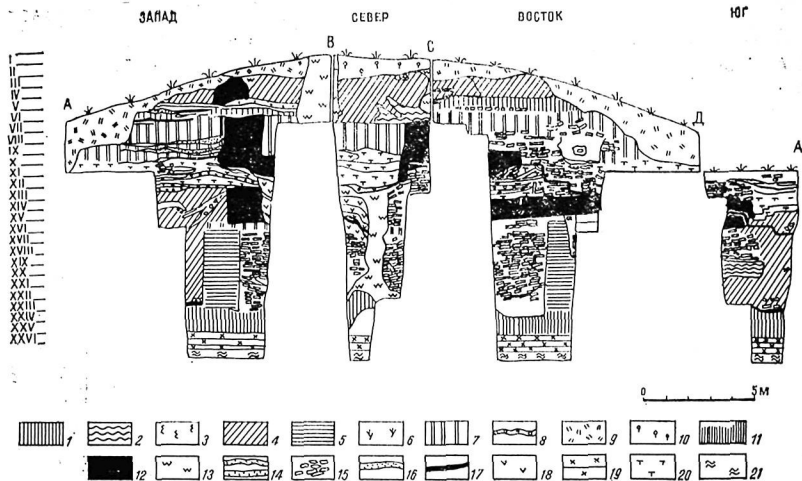 ЗАПАД СЕВЕР ВОСТОК ЮГ
А В С Д А
I
II
III
IV
V
VI
VII
VIII
IX
X
XI
XII
XIII
XIV
XV
XVI
XVII
XVIII
XIX
XX
XXI
XXII
XXIII
XXIV
XXV
XXVI
0 5 м
1 2 3 4 5 6 7 8 9 10 11
12 13 14 15 16 17 18 19 20 21